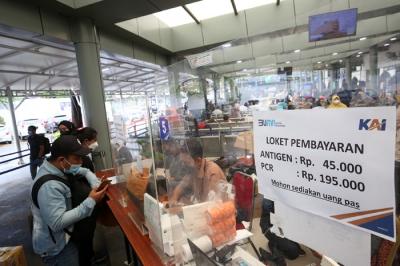 BUMN
KAI
LOKET PEMBAYARAN
ANTIGEN : Rp. 45.000
PCR : Rp. 195.000
Mohon sediakan uang pas